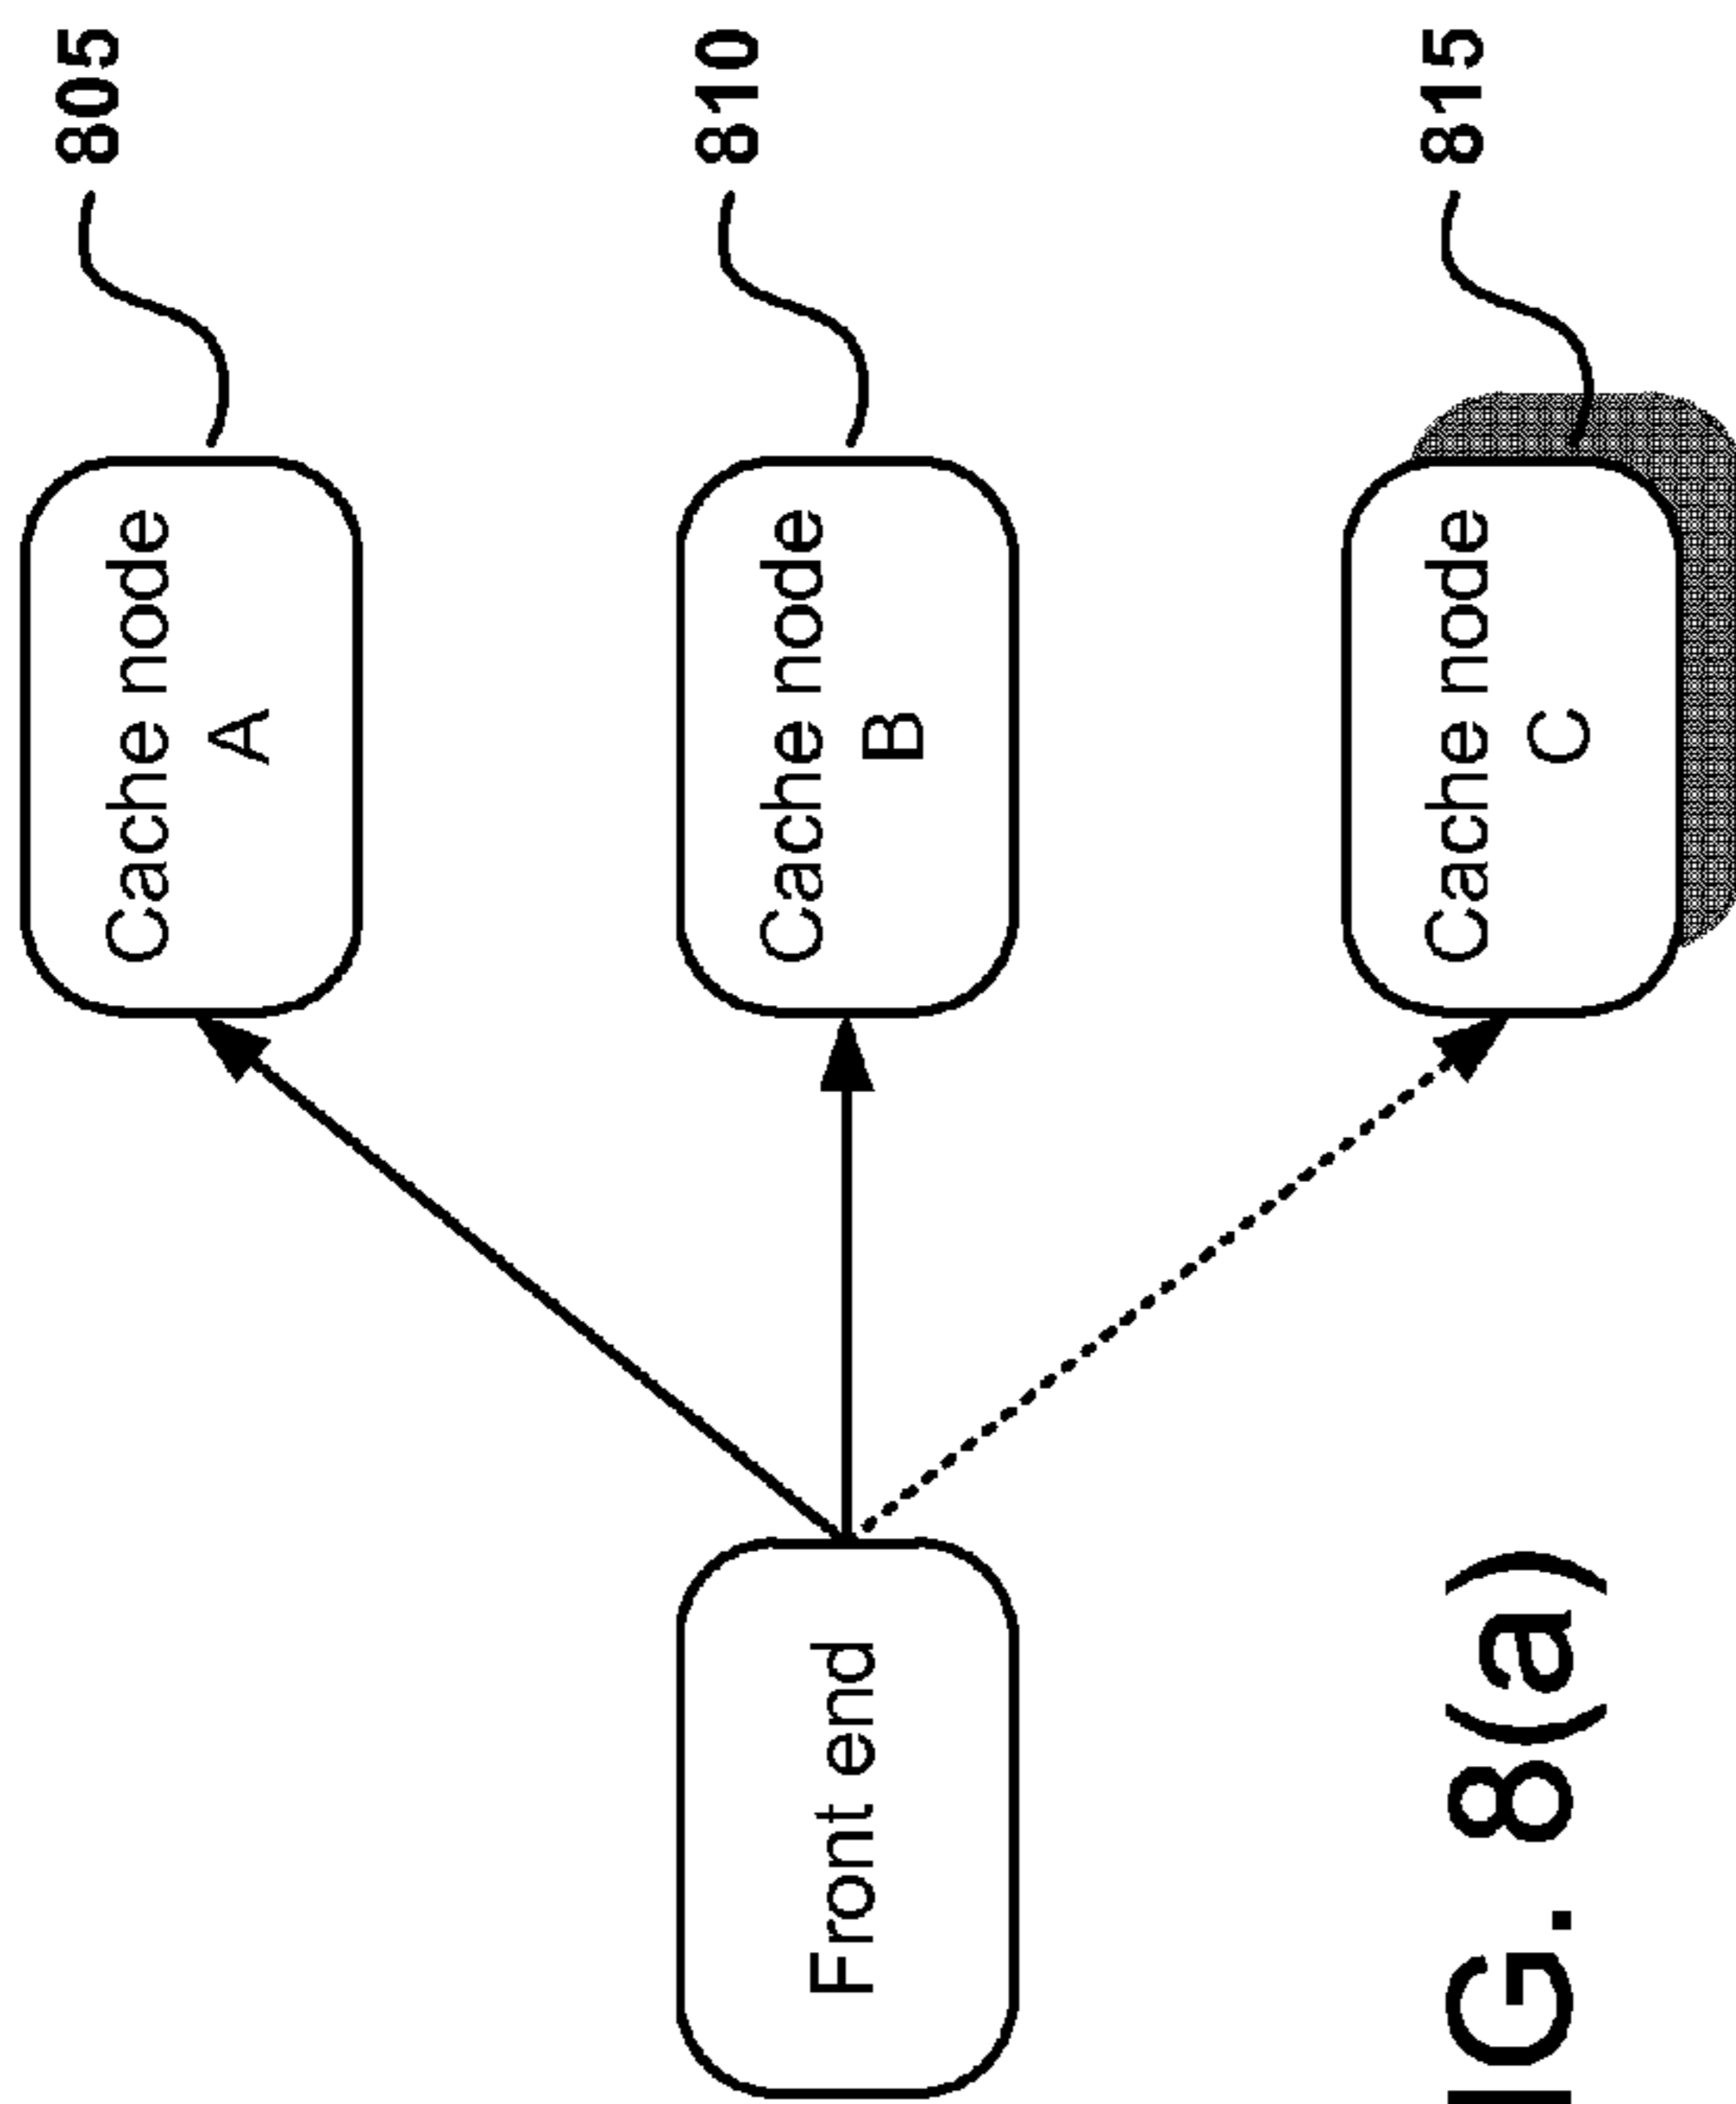 Cache node
A
805
Front end
Cache node
B
810
Cache node
C
815
IG. 8(a)